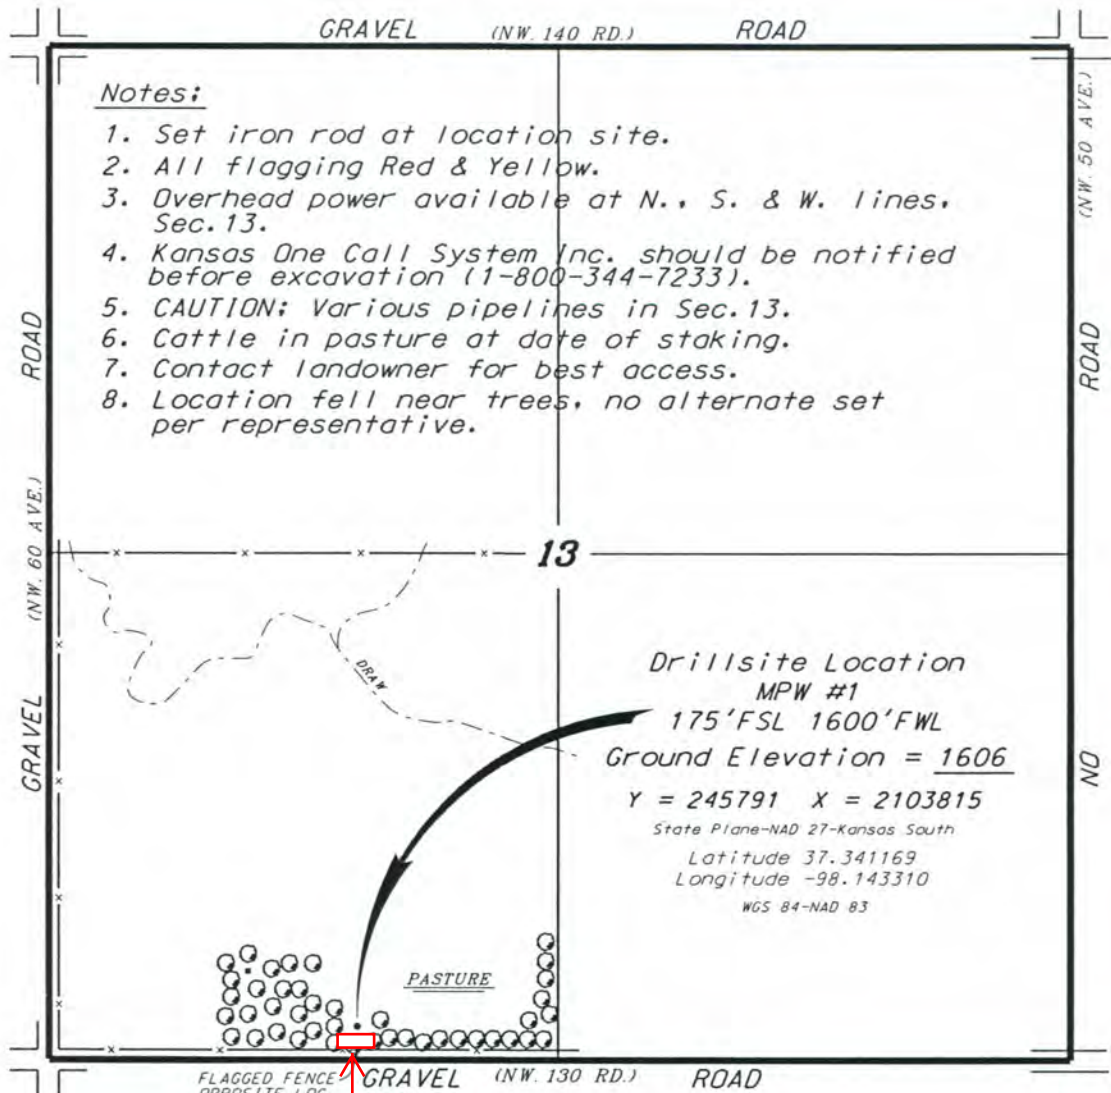 GRAVEL (NW. 140 RD.) ROAD
Notes:
1. Set iron rod at location site.
2. All flagging Red & Yellow.
3. Overhead power available at N., S. & W. lines,
Sec. 13.
4. Kansas One Call System Inc. should be notified
before excavation (1-800-344-7233).
5. CAUTION: Various pipelines in Sec. 13.
6. Cattle in pasture at date of staking.
7. Contact landowner for best access.
8. Location fell near trees, no alternate set
per representative.
GRAVEL (NW. 60 AVE.) ROAD
NO ROAD (NW. 50 AVE.)
13
DRAW
Drillsite Location
MPW #1
175'FSL 1600'FWL
Ground Elevation = 1606
Y = 245791 X = 2103815
State Plane-NAD 27-Kansas South
Latitude 37.341169
Longitude -98.143310
WGS 84-NAD 83
PASTURE
FLAGGED FENCE
OPPOSITE LOC.
GRAVEL (NW. 130 RD.) ROAD